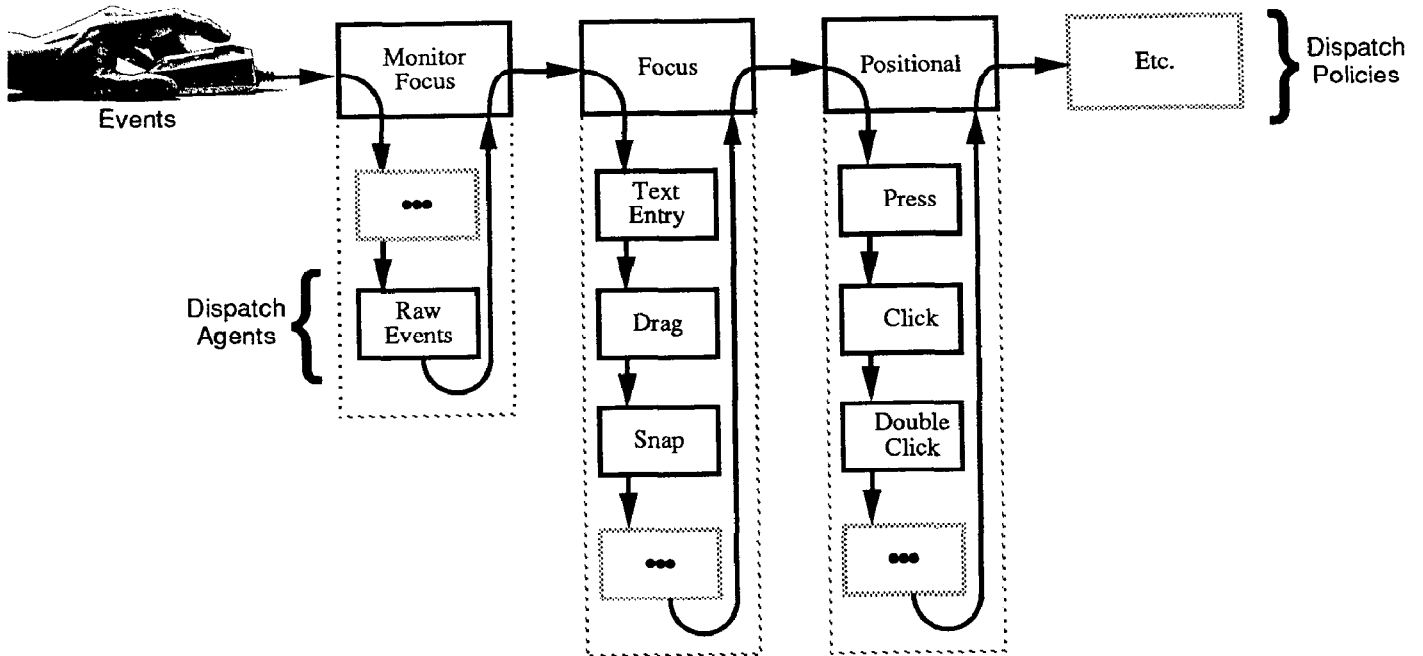 Events
Monitor
Focus
Focus
Positional
Etc.
Dispatch
Policies
•••
Raw
Events
Dispatch
Agents
Text
Entry
Drag
Snap
•••
Press
Click
Double
Click
•••